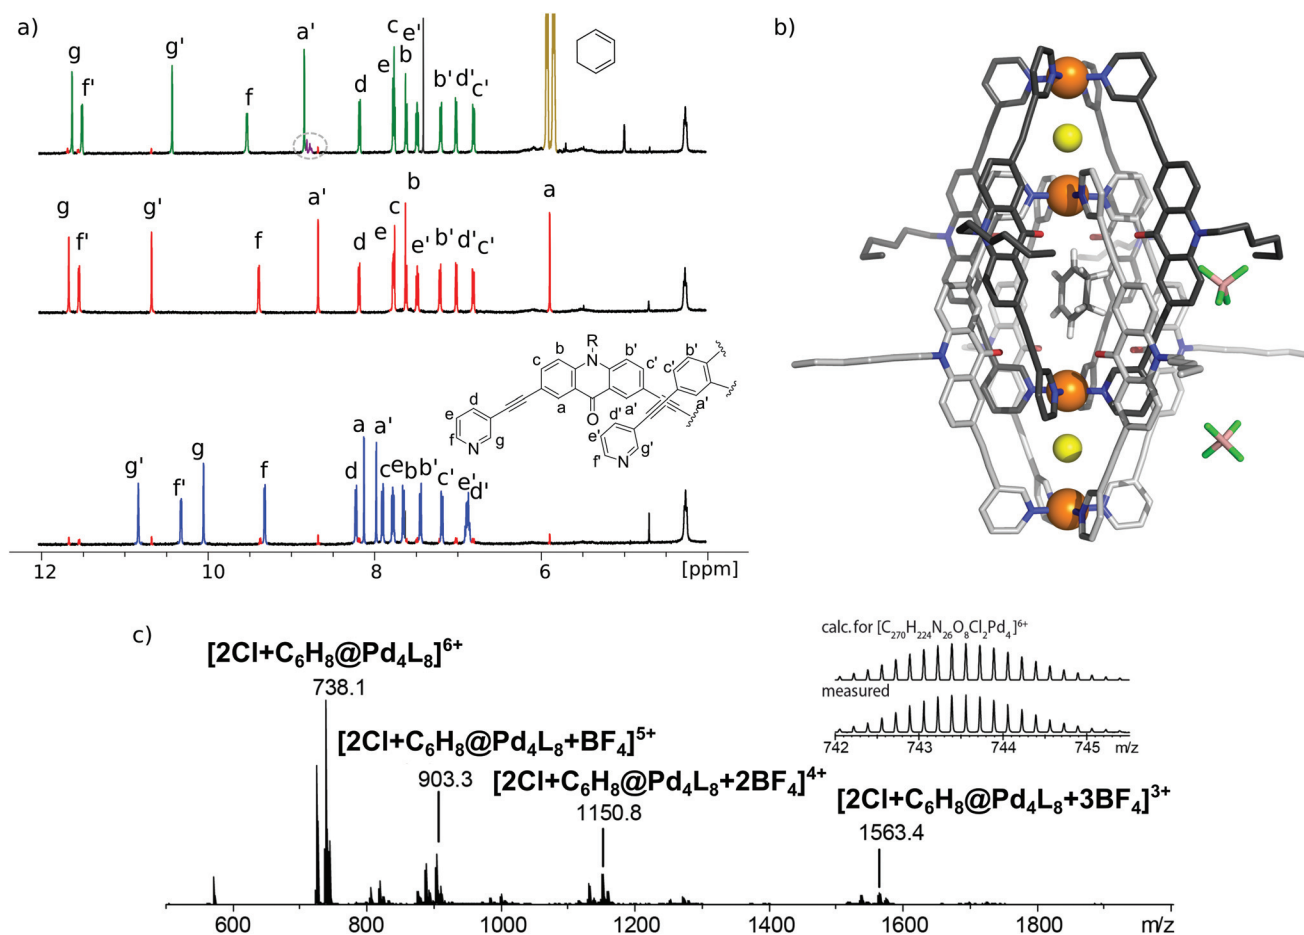 a)
g
f'
g'
f
a'
d
e
c
e'
b
b'
d'
c'
g
f'
g'
f
a'
d
e
c
b
e'
b'
d'
c'
a
g'
f'
g
f
d
a
a'
c
e
b
b'
c'
e'
d'
R
N
O
c
b
a
b'
c'
a'
d
e
f
g
N
b'
c'
a'
d'
e'
f'
g'
N
12
10
8
6
[ppm]
b)
c)
[2Cl+C₆H₈@Pd₄L₈]⁶⁺
738.1
[2Cl+C₆H₈@Pd₄L₈+BF₄]⁵⁺
903.3
[2Cl+C₆H₈@Pd₄L₈+2BF₄]⁴⁺
1150.8
[2Cl+C₆H₈@Pd₄L₈+3BF₄]³⁺
1563.4
calc. for [C₂₇₀H₂₂₄N₂₆O₈Cl₂Pd₄]⁶⁺
measured
742 743 744 745 m/z
600 800 1000 1200 1400 1600 1800 m/z